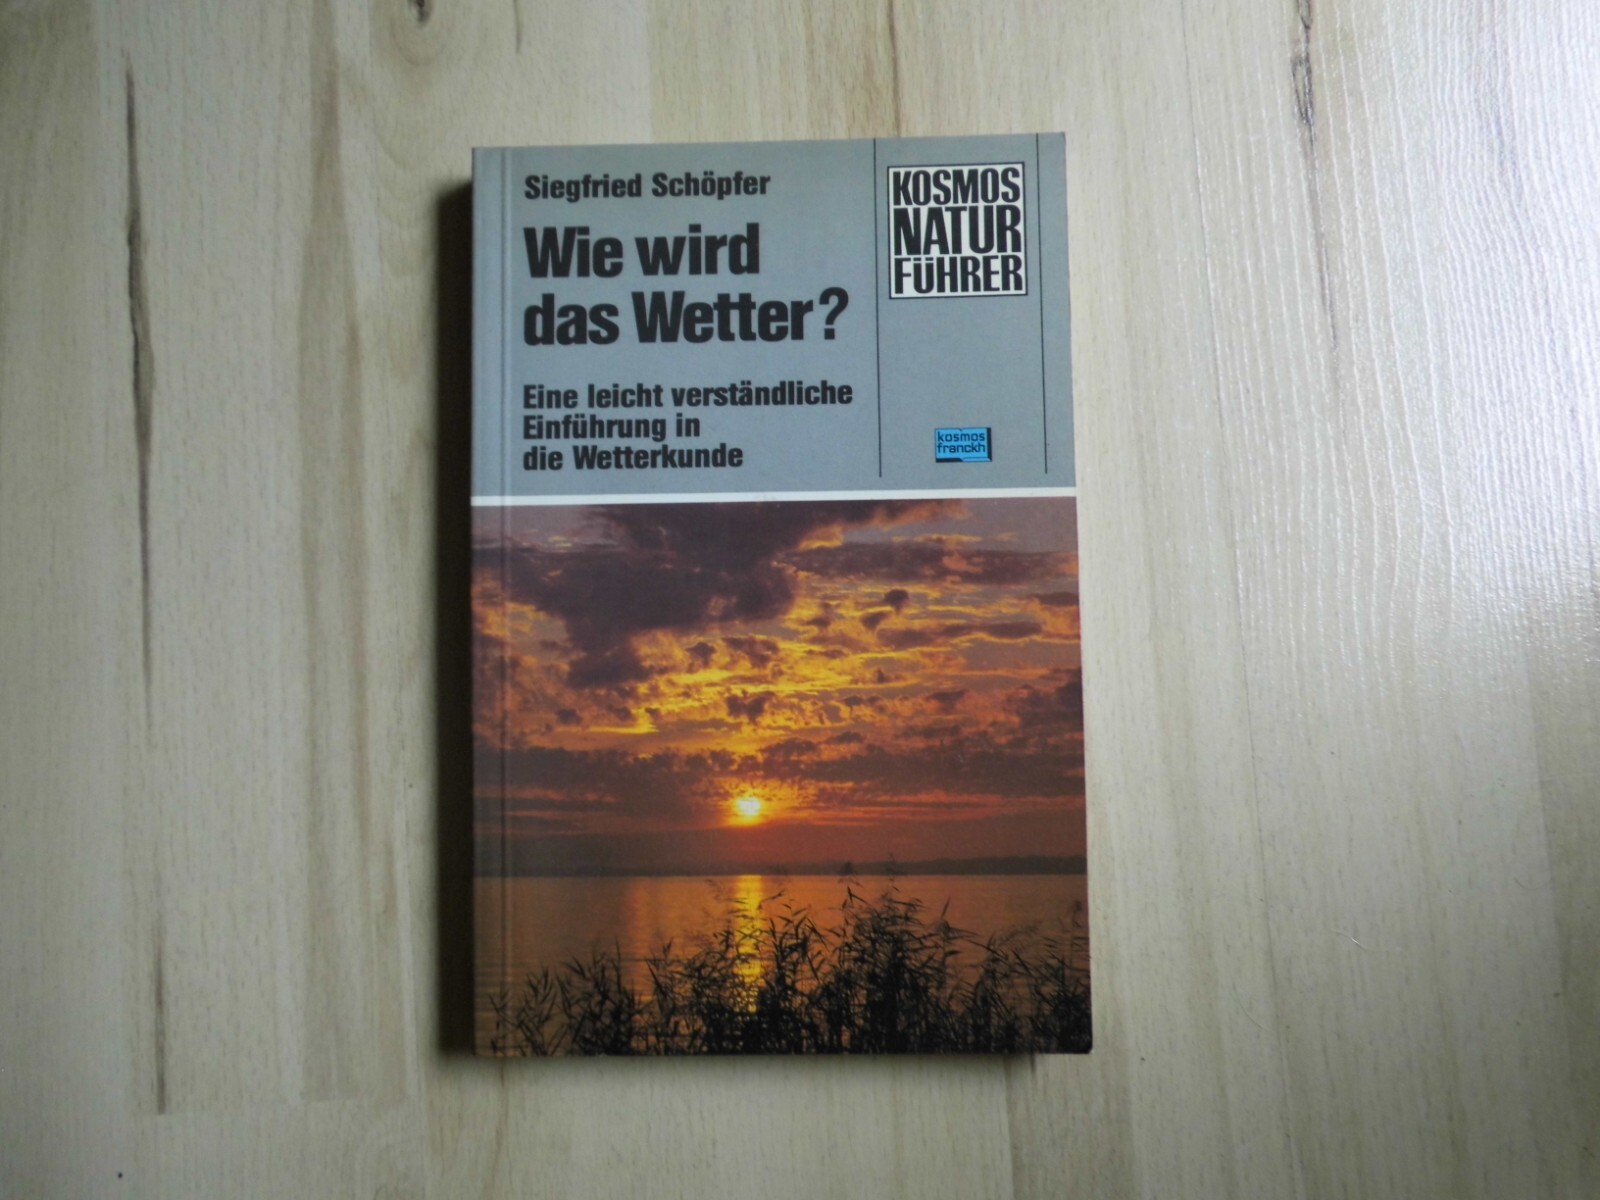 Siegfried Schöpfer
Wie wird
das Wetter?
Eine leicht verständliche
Einführung in
die Wetterkunde
KOSMOS
NATUR
FÜHRER
kosmos
franckh